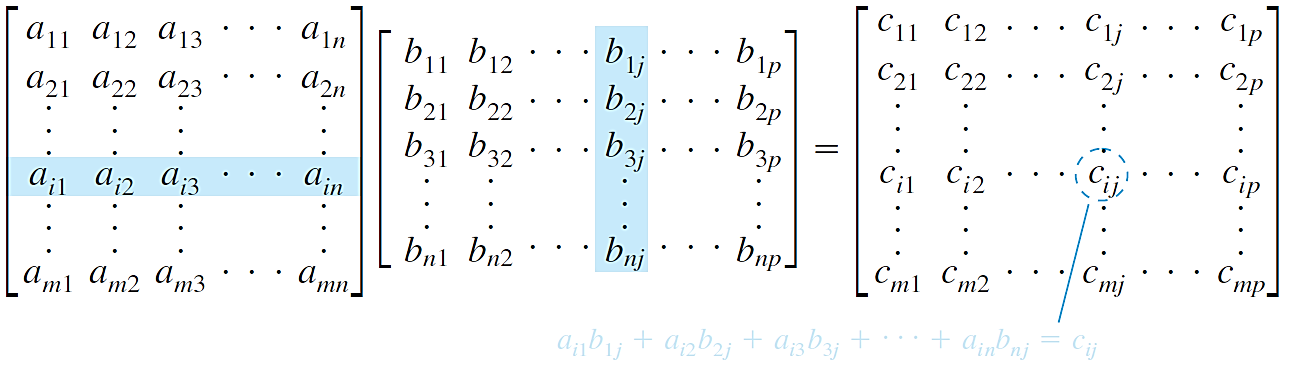 a₁₁ a₁₂ a₁₃ · · · a₁ₙ
a₂₁ a₂₂ a₂₃ · · · a₂ₙ
⋮ ⋮ ⋮ ⋮
aᵢ₁ aᵢ₂ aᵢ₃ · · · aᵢₙ
⋮ ⋮ ⋮ ⋮
aₘ₁ aₘ₂ aₘ₃ · · · aₘₙ
b₁₁ b₁₂ · · · b₁ⱼ · · · b₁ₚ
b₂₁ b₂₂ · · · b₂ⱼ · · · b₂ₚ
b₃₁ b₃₂ · · · b₃ⱼ · · · b₃ₚ
⋮ ⋮ ⋮ ⋮
bₙ₁ bₙ₂ · · · bₙⱼ · · · bₙₚ
=
c₁₁ c₁₂ · · · c₁ⱼ · · · c₁ₚ
c₂₁ c₂₂ · · · c₂ⱼ · · · c₂ₚ
⋮ ⋮ ⋮ ⋮
cᵢ₁ cᵢ₂ · · · cᵢⱼ · · · cᵢₚ
⋮ ⋮ ⋮ ⋮
cₘ₁ cₘ₂ · · · cₘⱼ · · · cₘₚ
aᵢ₁b₁ⱼ + aᵢ₂b₂ⱼ + aᵢ₃b₃ⱼ + · · · + aᵢₙbₙⱼ = cᵢⱼ